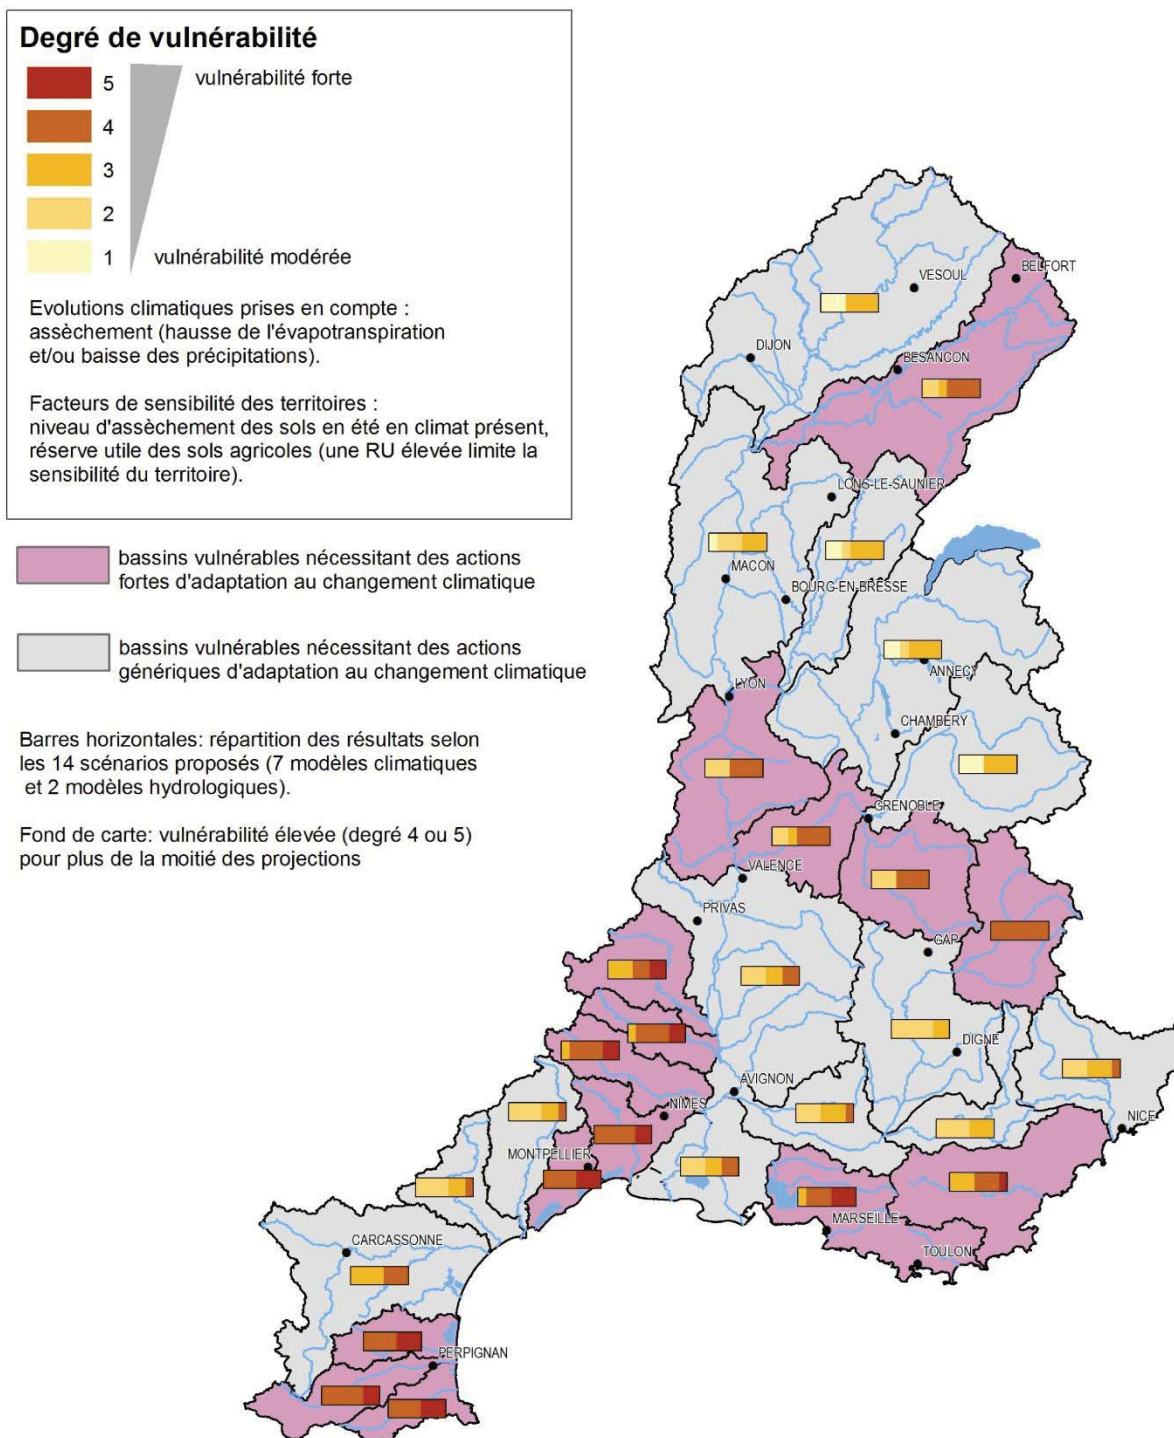 Degré de vulnérabilité
5
vulnérabilité forte
4
3
2
1
vulnérabilité modérée
Evolutions climatiques prises en compte :
assèchement (hausse de l'évapotranspiration
et/ou baisse des précipitations).
Facteurs de sensibilité des territoires :
niveau d'assèchement des sols en été en climat présent,
réserve utile des sols agricoles (une RU élevée limite la
sensibilité du territoire).
bassins vulnérables nécessitant des actions
fortes d'adaptation au changement climatique
bassins vulnérables nécessitant des actions
génériques d'adaptation au changement climatique
Barres horizontales: répartition des résultats selon
les 14 scénarios proposés (7 modèles climatiques
et 2 modèles hydrologiques).
Fond de carte: vulnérabilité élevée (degré 4 ou 5)
pour plus de la moitié des projections
BELFORT
VESOUL
DIJON
BESANCON
LONS-LE-SAUNIER
MACON
BOURG-EN-BRESSE
ANNECY
LYON
CHAMBERY
GRENOBLE
VALENCE
PRIVAS
GAP
DIGNE
AVIGNON
NÎMES
NICE
MONTPELLIER
MARSEILLE
TOULON
CARCASSONNE
PERPIGNAN